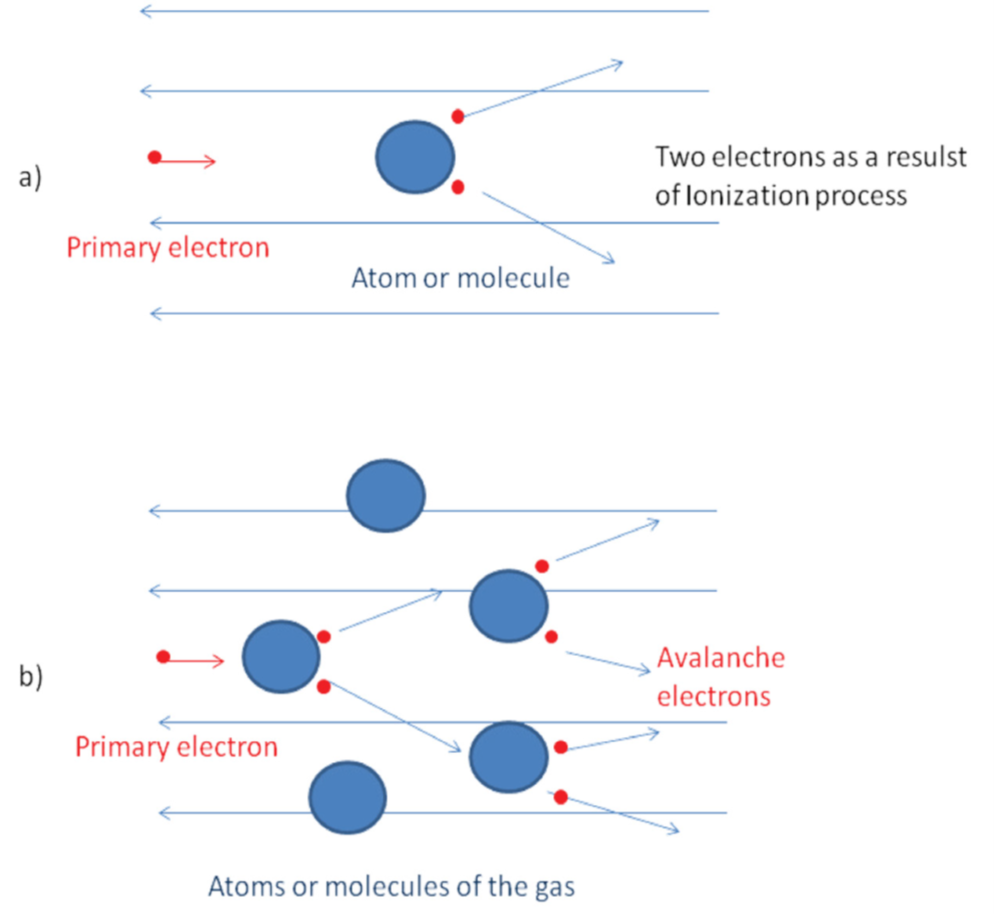 a)
Two electrons as a resulst
of Ionization process
Primary electron
Atom or molecule
b)
Avalanche
electrons
Primary electron
Atoms or molecules of the gas